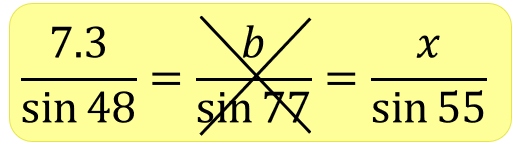 7.3/sin 48 = b/sin 77 = x/sin 55